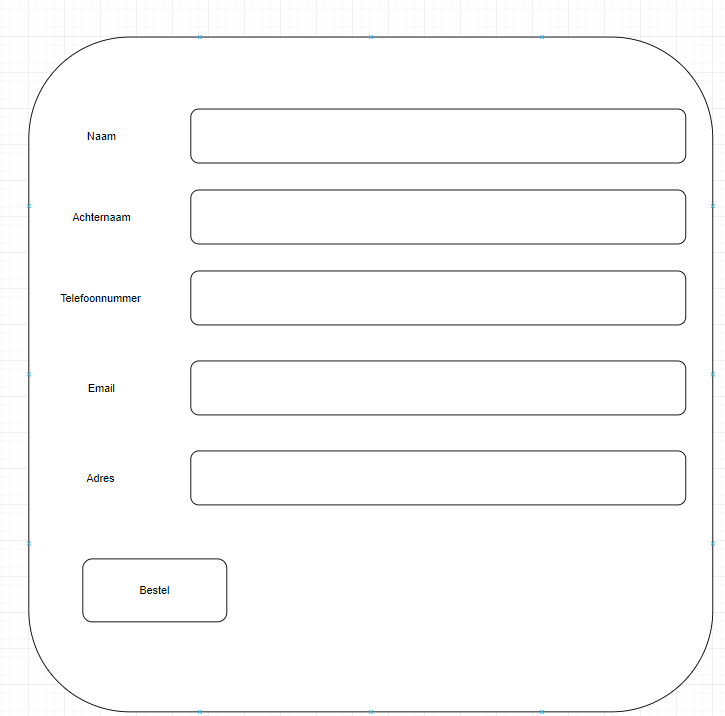 Naam
Achternaam
Telefoonnummer
Email
Adres
Bestel